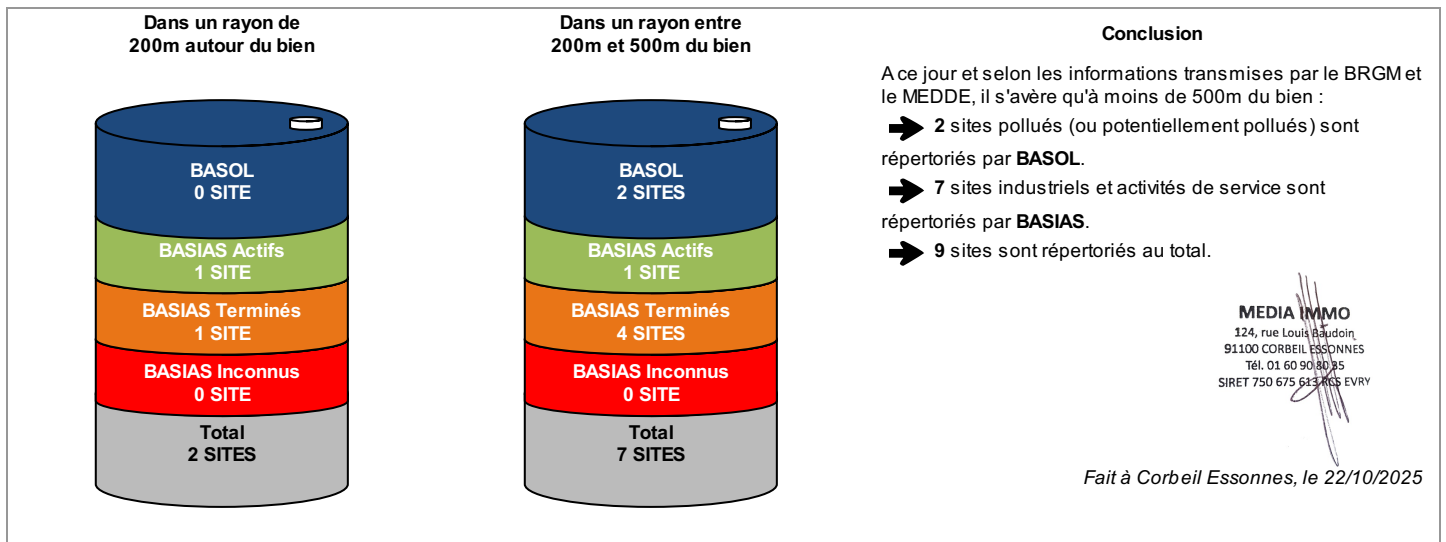 Dans un rayon de
200m autour du bien
BASOL
0 SITE
BASIAS Actifs
1 SITE
BASIAS Terminés
1 SITE
BASIAS Inconnus
0 SITE
Total
2 SITES
Dans un rayon entre
200m et 500m du bien
BASOL
2 SITES
BASIAS Actifs
1 SITE
BASIAS Terminés
4 SITES
BASIAS Inconnus
0 SITE
Total
7 SITES
Conclusion
A ce jour et selon les informations transmises par le BRGM et
le MEDDE, il s'avère qu'à moins de 500m du bien :
2 sites pollués (ou potentiellement pollués) sont
répertoriés par BASOL.
7 sites industriels et activités de service sont
répertoriés par BASIAS.
9 sites sont répertoriés au total.
MEDIA IMMO
124, rue Louis Baudoin
91100 CORBEIL ESSONNES
Tél. 01 60 90 80 85
SIRET 750 675 613 RCS EVRY
Fait à Corbeil Essonnes, le 22/10/2025